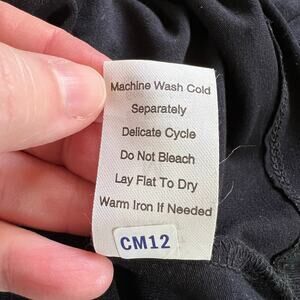 Machine Wash Cold
Separately
Delicate Cycle
Do Not Bleach
Lay Flat To Dry
Warm Iron If Needed
CM12